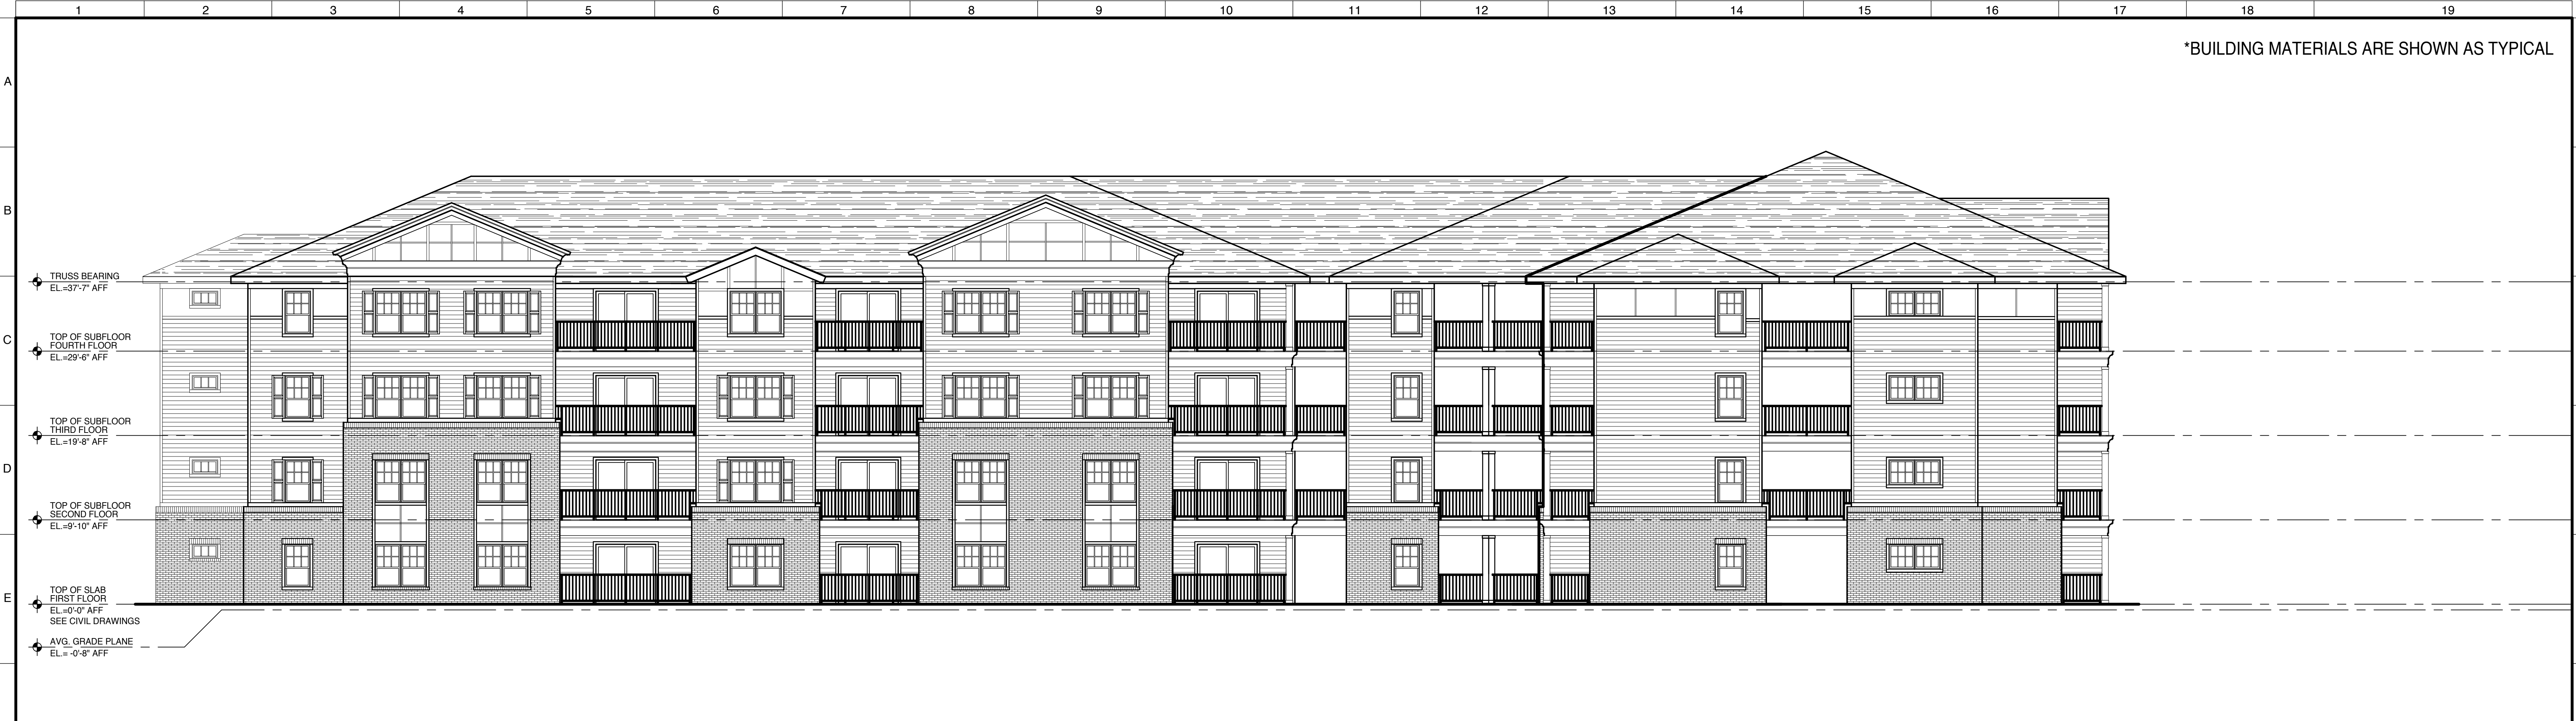 1 2 3 4 5 6 7 8 9 10 11 12 13 14 15 16 17 18 19
*BUILDING MATERIALS ARE SHOWN AS TYPICAL
A
B
TRUSS BEARING
EL.=37'-7" AFF
C
TOP OF SUBFLOOR
FOURTH FLOOR
EL.=29'-6" AFF
TOP OF SUBFLOOR
THIRD FLOOR
EL.=19'-8" AFF
D
TOP OF SUBFLOOR
SECOND FLOOR
EL.=9'-10" AFF
E
TOP OF SLAB
FIRST FLOOR
EL.=0'-0" AFF
SEE CIVIL DRAWINGS
AVG. GRADE PLANE
EL.= -0'-8" AFF